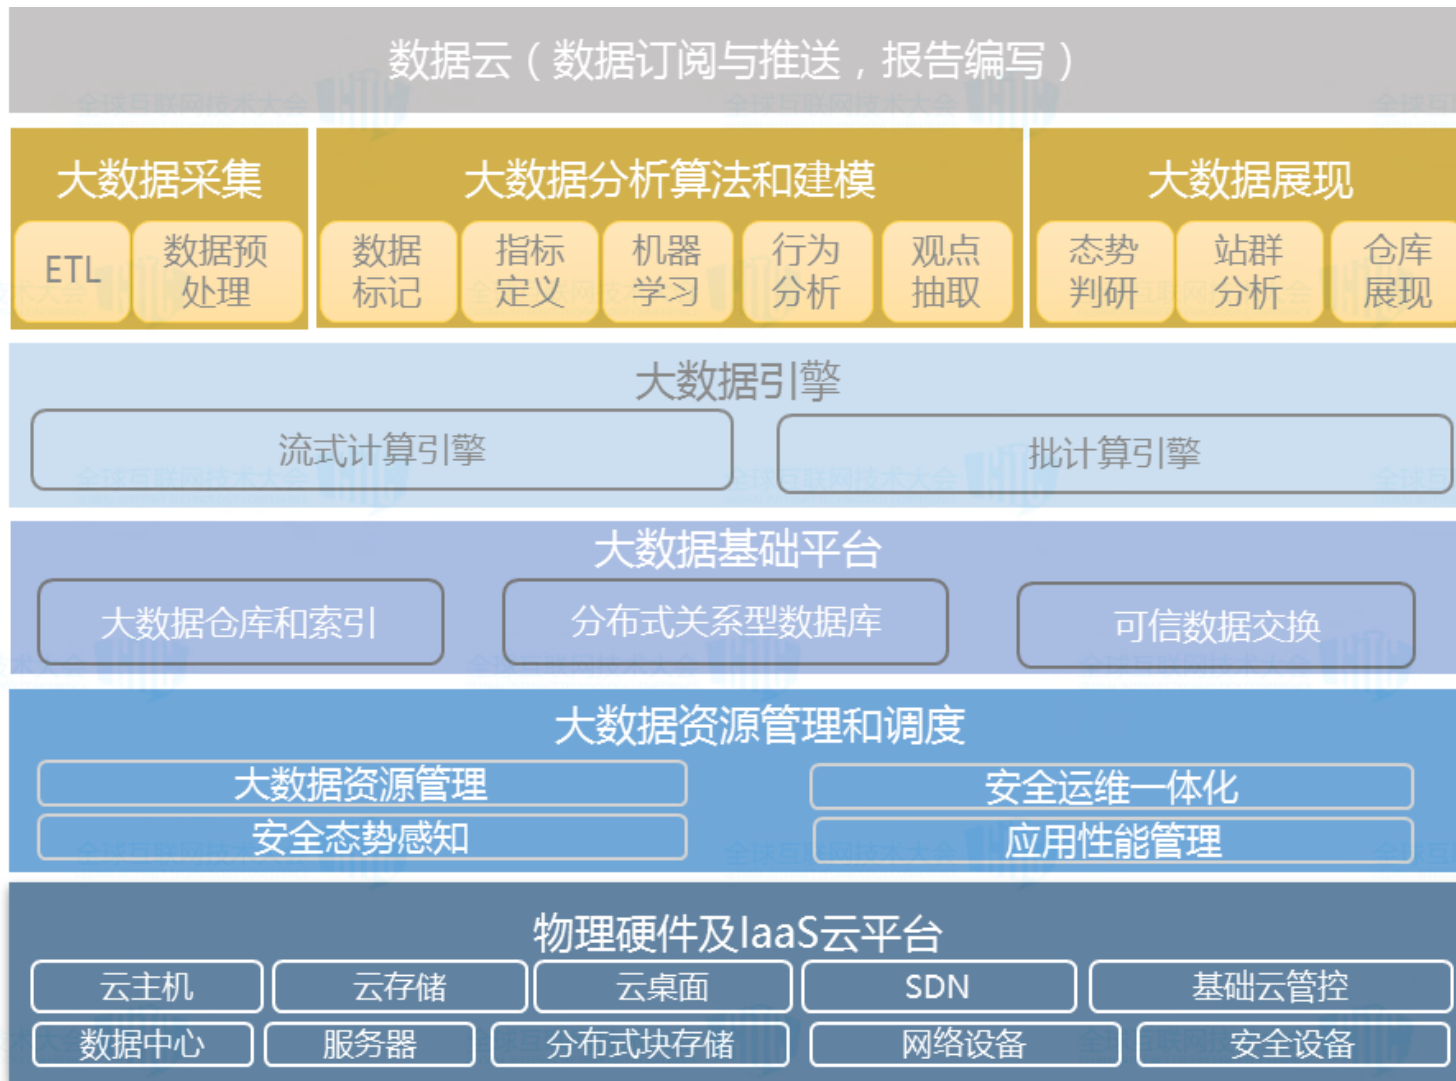 数据云（数据订阅与推送，报告编写）
大数据采集
ETL
数据预
处理
大数据分析算法和建模
数据
标记
指标
定义
机器
学习
行为
分析
观点
抽取
大数据展现
态势
判研
站群
分析
仓库
展现
大数据引擎
流式计算引擎
批计算引擎
大数据基础平台
大数据仓库和索引
分布式关系型数据库
可信数据交换
大数据资源管理和调度
大数据资源管理
安全运维一体化
安全态势感知
应用性能管理
物理硬件及IaaS云平台
云主机
云存储
云桌面
SDN
基础云管控
数据中心
服务器
分布式块存储
网络设备
安全设备
全球互联网技术大会